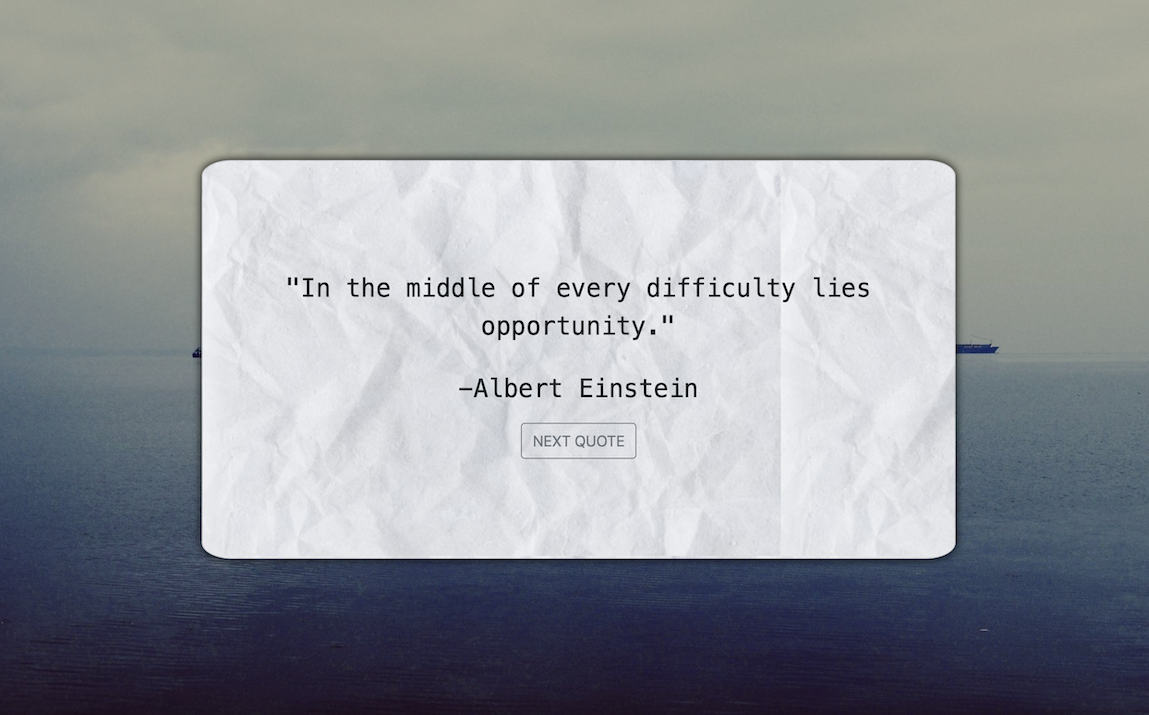 "In the middle of every difficulty lies
opportunity."
–Albert Einstein
NEXT QUOTE